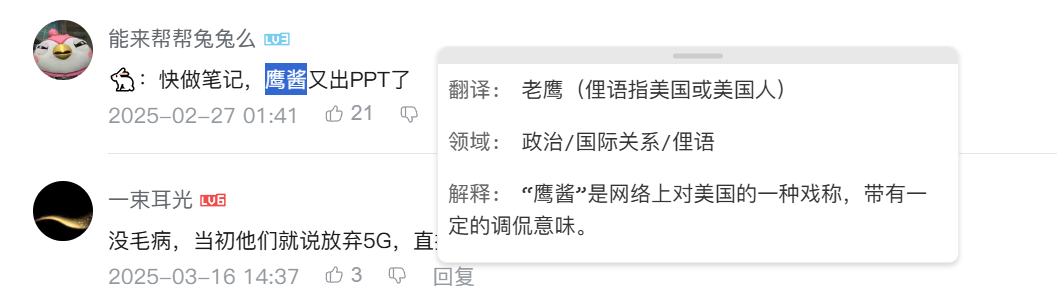 能来帮帮兔兔么 LV3
：快做笔记，鹰酱又出PPT了
2025-02-27 01:41 21
翻译： 老鹰（俚语指美国或美国人）
领域： 政治/国际关系/俚语
解释： “鹰酱”是网络上对美国的一种戏称，带有一
定的调侃意味。
一束耳光 LV6
没毛病，当初他们就说放弃5G，直
2025-03-16 14:37 3 回复